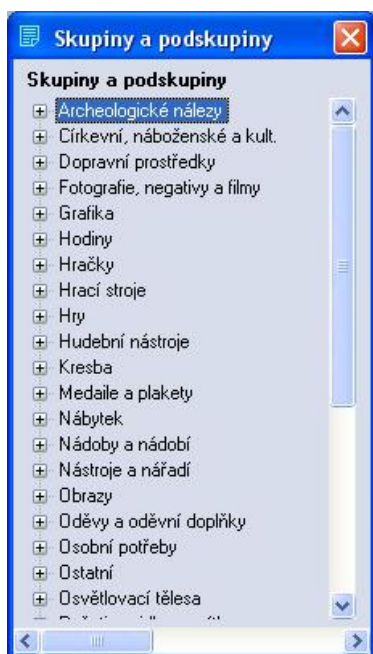 Skupiny a podskupiny
Skupiny a podskupiny
Archeologické nálezy
Církevní, náboženské a kult.
Dopravní prostředky
Fotografie, negativy a filmy
Grafika
Hodiny
Hračky
Hrací stroje
Hry
Hudební nástroje
Kresba
Medaile a plakety
Nábytek
Nádoby a nádobí
Nástroje a nářadí
Obrazy
Oděvy a oděvní doplňky
Osobní potřeby
Ostatní
Osvětlovací tělesa